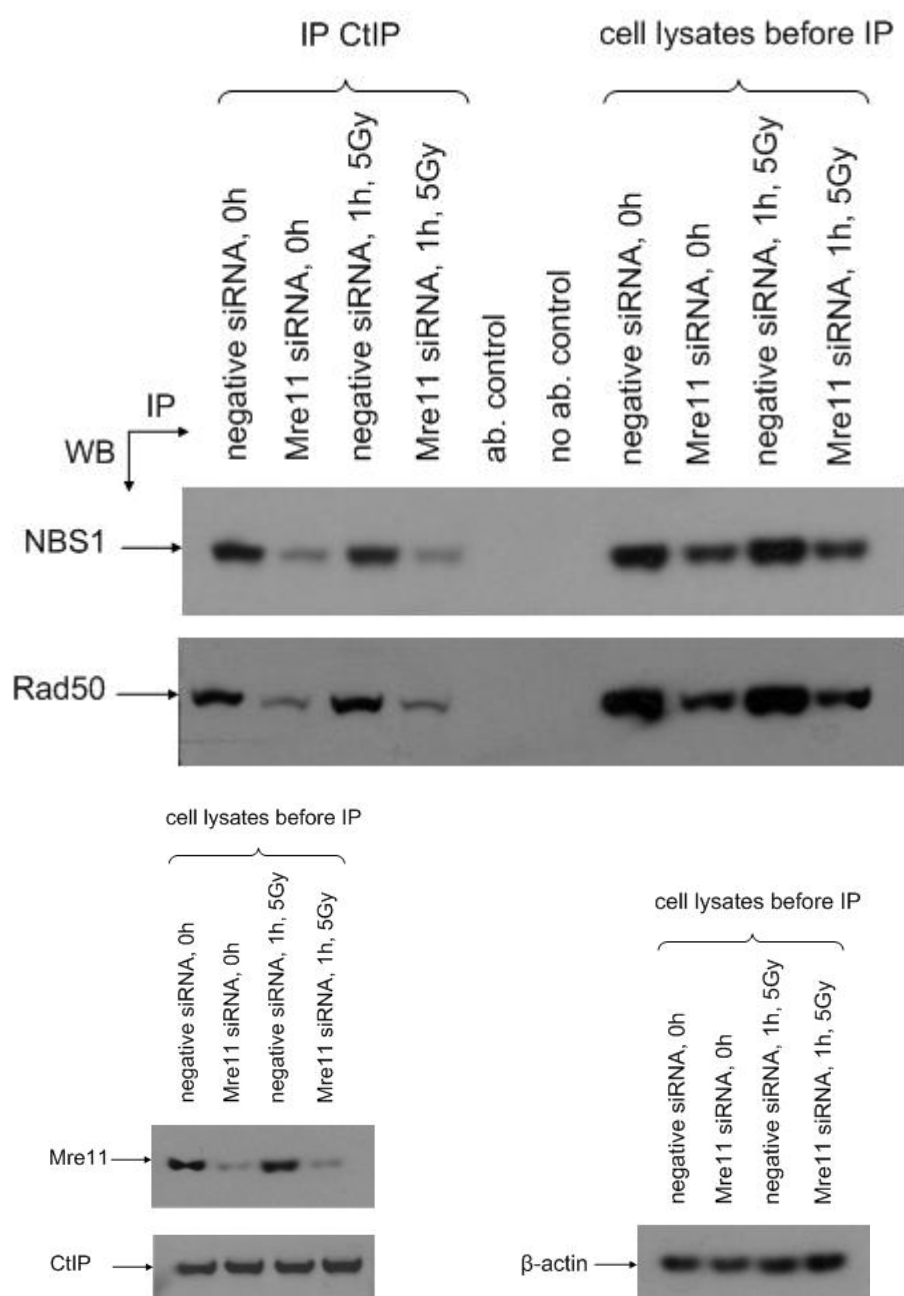 IP CtIP
cell lysates before IP
negative siRNA, 0h
Mre11 siRNA, 0h
negative siRNA, 1h, 5Gy
Mre11 siRNA, 1h, 5Gy
ab. control
no ab. control
negative siRNA, 0h
Mre11 siRNA, 0h
negative siRNA, 1h, 5Gy
Mre11 siRNA, 1h, 5Gy
IP
WB
NBS1
Rad50
cell lysates before IP
negative siRNA, 0h
Mre11 siRNA, 0h
negative siRNA, 1h, 5Gy
Mre11 siRNA, 1h, 5Gy
Mre11
CtIP
cell lysates before IP
negative siRNA, 0h
Mre11 siRNA, 0h
negative siRNA, 1h, 5Gy
Mre11 siRNA, 1h, 5Gy
β-actin